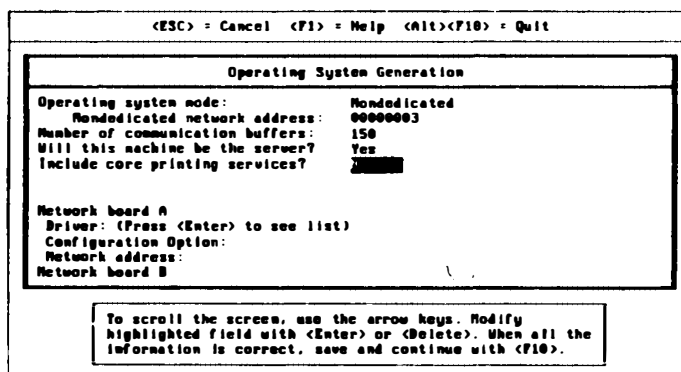 <ESC> = Cancel <F1> = Help <Alt><F10> = Quit
Operating System Generation
Operating system mode: Nondedicated
Nondedicated network address: 00000003
Number of communication buffers: 150
Will this machine be the server? Yes
Include core printing services?
Network board A
Driver: (Press <Enter> to see list)
Configuration Option:
Network address:
Network board B
To scroll the screen, use the arrow keys. Modify
highlighted field with <Enter> or <Delete>. When all the
information is correct, save and continue with <F10>.